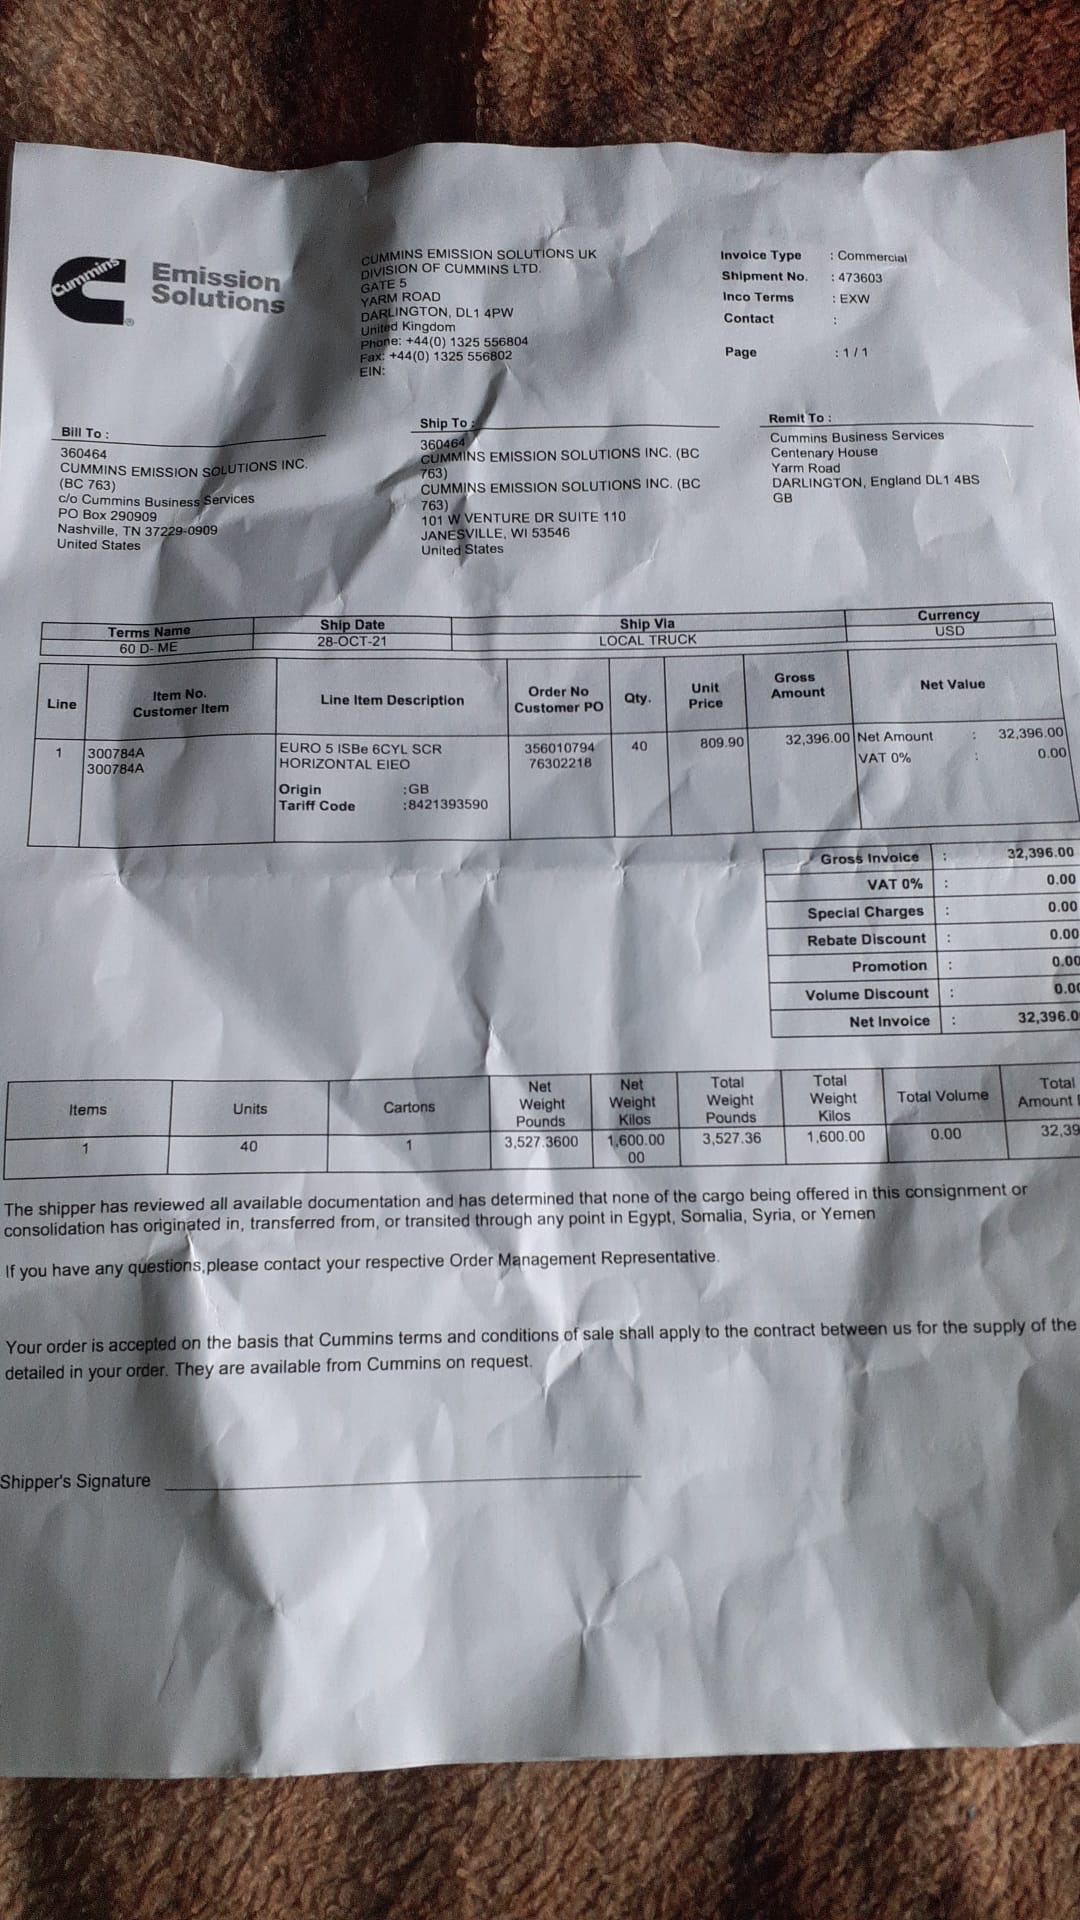 Cummins
Emission
Solutions
®
CUMMINS EMISSION SOLUTIONS UK
DIVISION OF CUMMINS LTD.
GATE 5
YARM ROAD
DARLINGTON, DL1 4PW
United Kingdom
Phone: +44(0) 1325 556804
Fax: +44(0) 1325 556802
EIN:
Invoice Type : Commercial
Shipment No. : 473603
Inco Terms : EXW
Contact :
Page : 1 / 1
Bill To :
360464
CUMMINS EMISSION SOLUTIONS INC.
(BC 763)
c/o Cummins Business Services
PO Box 290909
Nashville, TN 37229-0909
United States
Ship To :
360464
CUMMINS EMISSION SOLUTIONS INC. (BC
763)
CUMMINS EMISSION SOLUTIONS INC. (BC
763)
101 W VENTURE DR SUITE 110
JANESVILLE, WI 53546
United States
Remit To :
Cummins Business Services
Centenary House
Yarm Road
DARLINGTON, England DL1 4BS
GB
Terms Name Ship Date Ship Via Currency
60 D- ME 28-OCT-21 LOCAL TRUCK USD
Line Item No. Customer Item Line Item Description Order No Customer PO Qty. Unit Price Gross Amount Net Value
1 300784A EURO 5 ISBe 6CYL SCR 356010794 40 809.90 32,396.00 Net Amount : 32,396.00
300784A HORIZONTAL EIEO 76302218 VAT 0% : 0.00
Origin :GB
Tariff Code :8421393590
Gross Invoice : 32,396.00
VAT 0% : 0.00
Special Charges : 0.00
Rebate Discount : 0.00
Promotion : 0.00
Volume Discount : 0.00
Net Invoice : 32,396.0
Items Units Cartons Net Weight Pounds Net Weight Kilos Total Weight Pounds Total Weight Kilos Total Volume Total Amount
1 40 1 3,527.3600 1,600.00 3,527.36 1,600.00 0.00 32,39
00
The shipper has reviewed all available documentation and has determined that none of the cargo being offered in this consignment or
consolidation has originated in, transferred from, or transited through any point in Egypt, Somalia, Syria, or Yemen
If you have any questions,please contact your respective Order Management Representative.
Your order is accepted on the basis that Cummins terms and conditions of sale shall apply to the contract between us for the supply of the
detailed in your order. They are available from Cummins on request.
Shipper's Signature